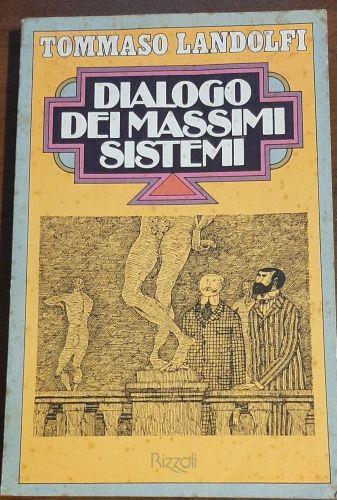 TOMMASO LANDOLFI
DIALOGO
DEI MASSIMI
SISTEMI
Rizzoli